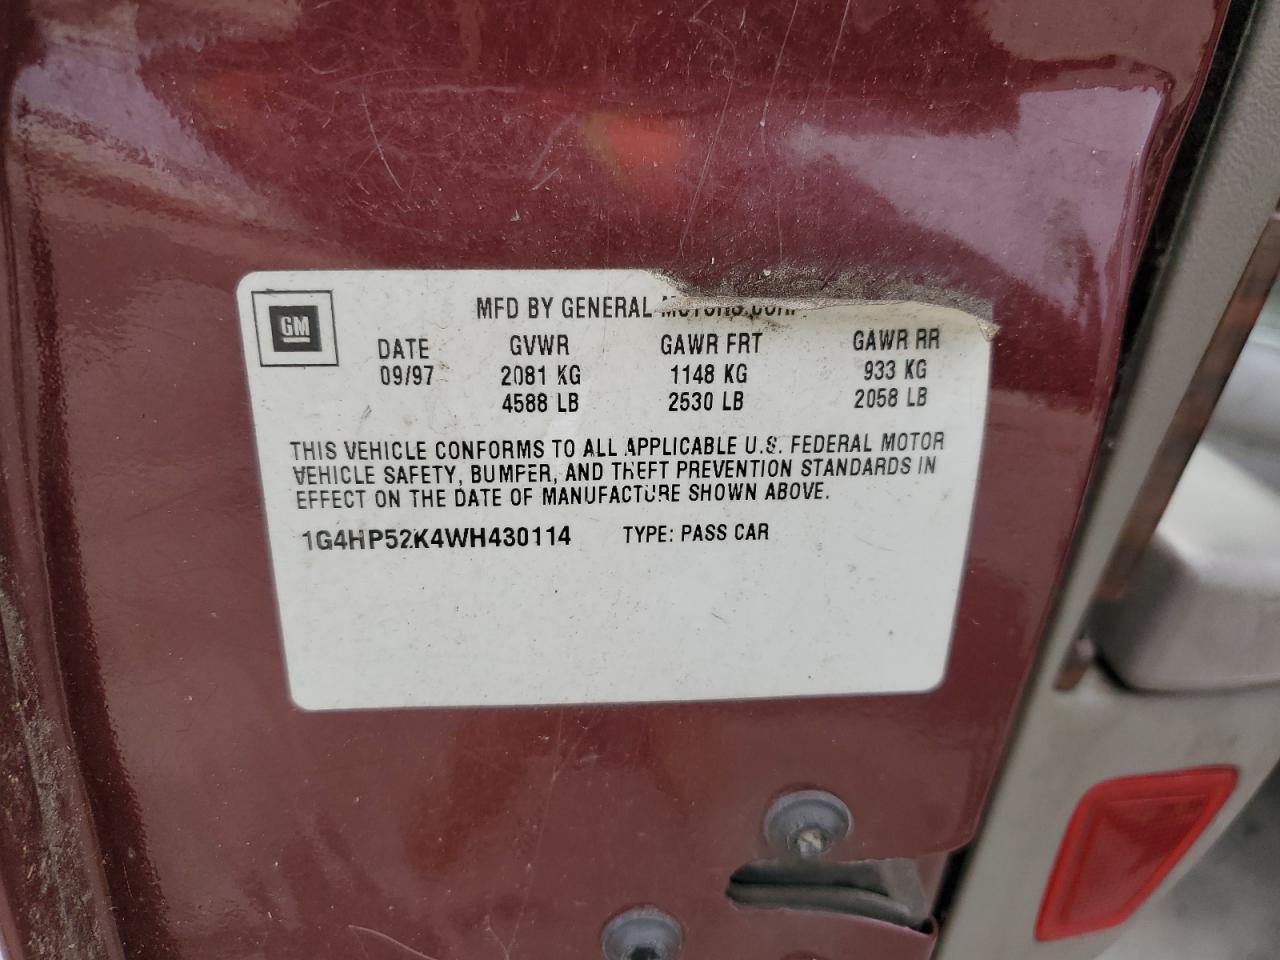 GM
MFD BY GENERAL MOTORS CORP
DATE GVWR GAWR FRT GAWR RR
09/97 2081 KG 1148 KG 933 KG
4588 LB 2530 LB 2058 LB
THIS VEHICLE CONFORMS TO ALL APPLICABLE U.S. FEDERAL MOTOR
VEHICLE SAFETY, BUMPER, AND THEFT PREVENTION STANDARDS IN
EFFECT ON THE DATE OF MANUFACTURE SHOWN ABOVE.
1G4HP52K4WH430114 TYPE: PASS CAR